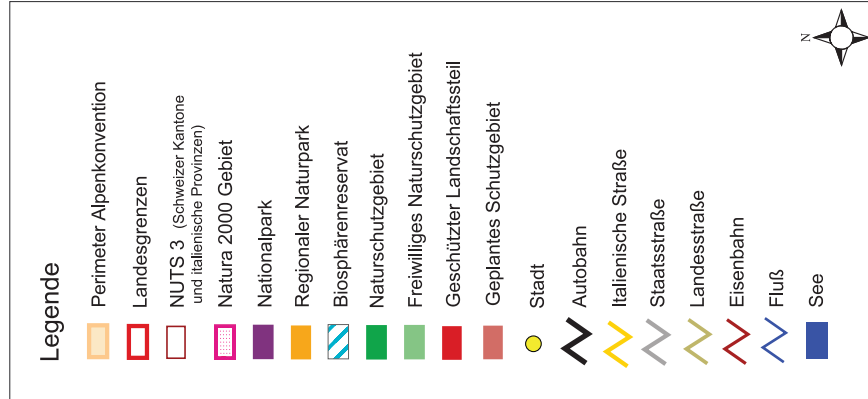 Legende
Perimeter Alpenkonvention
Landesgrenzen
NUTS 3 (Schweizer Kantone
und italienische Provinzen)
Natura 2000 Gebiet
Nationalpark
Regionaler Naturpark
Biosphärenreservat
Naturschutzgebiet
Freiwilliges Naturschutzgebiet
Geschützter Landschaftssteil
Geplantes Schutzgebiet
Stadt
Autobahn
Italienische Straße
Staatsstraße
Landesstraße
Eisenbahn
Fluß
See
N